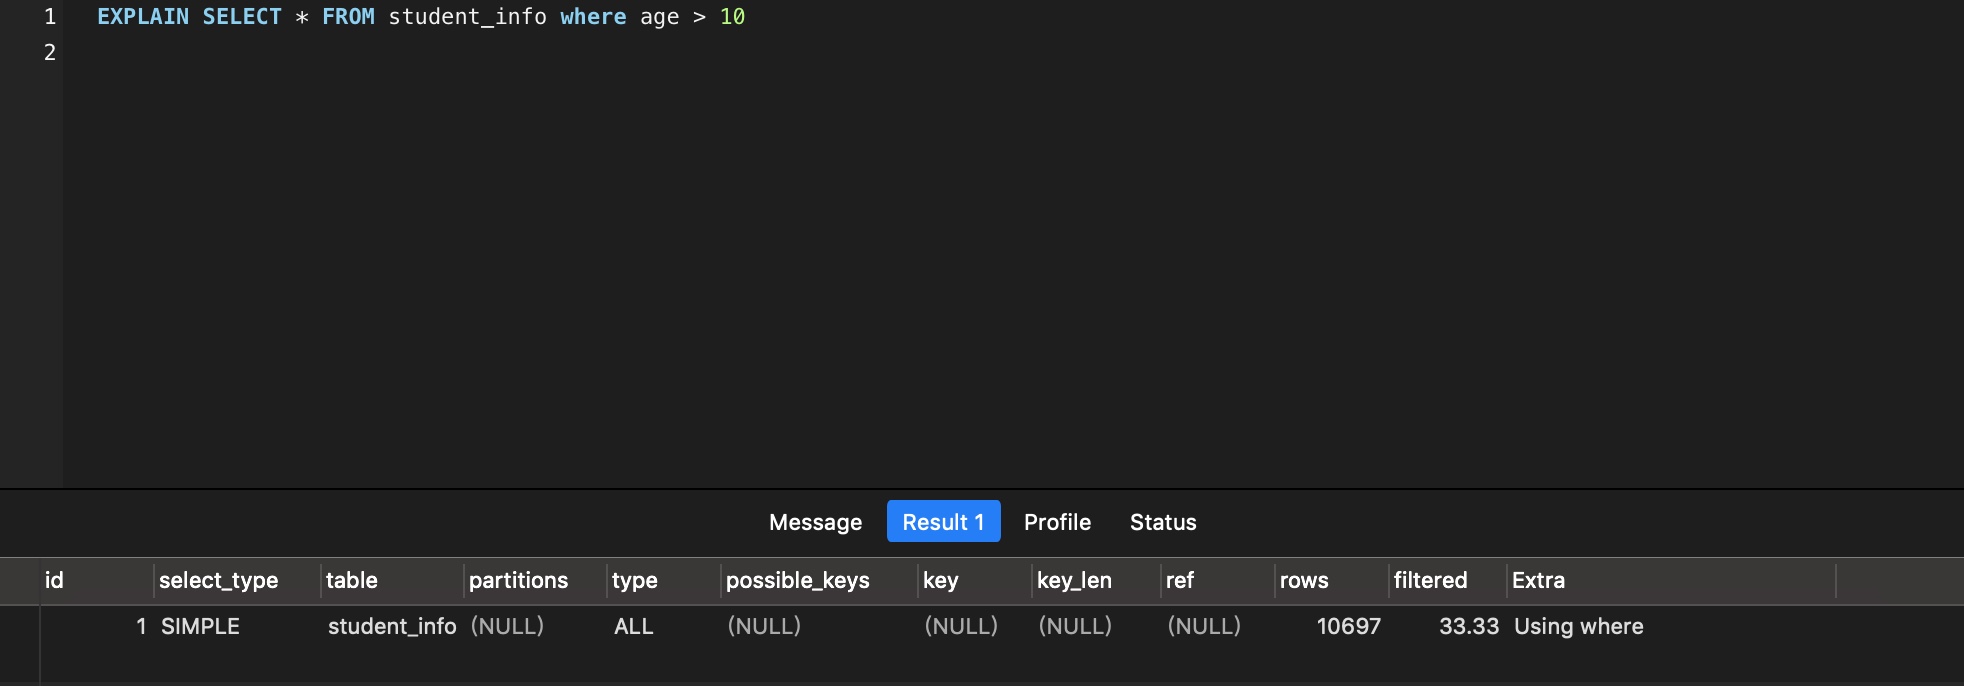 1 EXPLAIN SELECT * FROM student_info where age > 10
2
Message Result 1 Profile Status
id select_type table partitions type possible_keys key key_len ref rows filtered Extra
1 SIMPLE student_info (NULL) ALL (NULL) (NULL) (NULL) (NULL) 10697 33.33 Using where